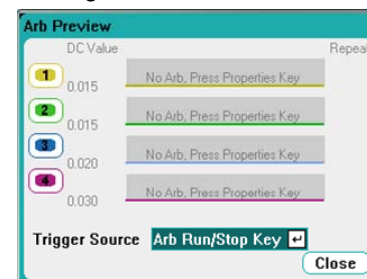 Arb Preview
DC Value Repeat
1 No Arb, Press Properties Key
0.015
2 No Arb, Press Properties Key
0.015
3 No Arb, Press Properties Key
0.020
4 No Arb, Press Properties Key
0.030
Trigger Source Arb Run/Stop Key
Close